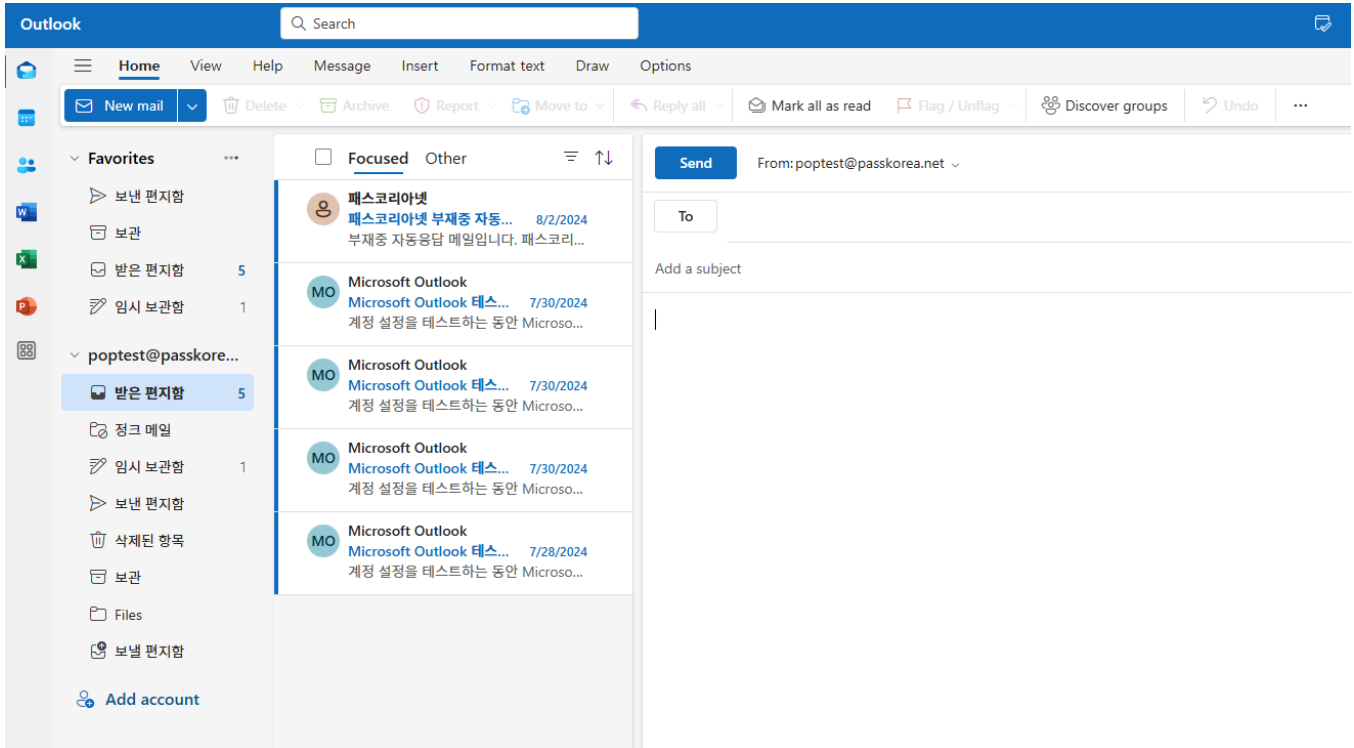 Outlook
Search
Home View Help Message Insert Format text Draw Options
New mail Delete Archive Report Move to Reply all Mark all as read Flag / Unflag Discover groups Undo ...
Favorites ...
보낸 편지함
보관
받은 편지함 5
임시 보관함 1
poptest@passkore...
받은 편지함 5
정크 메일
임시 보관함 1
보낸 편지함
삭제된 항목
보관
Files
보낼 편지함
Add account
Focused Other
패스코리아넷
패스코리아넷 부재중 자동... 8/2/2024
부재중 자동응답 메일입니다. 패스코리...
MO
Microsoft Outlook
Microsoft Outlook 테스... 7/30/2024
계정 설정을 테스트하는 동안 Microso...
MO
Microsoft Outlook
Microsoft Outlook 테스... 7/30/2024
계정 설정을 테스트하는 동안 Microso...
MO
Microsoft Outlook
Microsoft Outlook 테스... 7/30/2024
계정 설정을 테스트하는 동안 Microso...
MO
Microsoft Outlook
Microsoft Outlook 테스... 7/28/2024
계정 설정을 테스트하는 동안 Microso...
Send From: poptest@passkorea.net
To
Add a subject